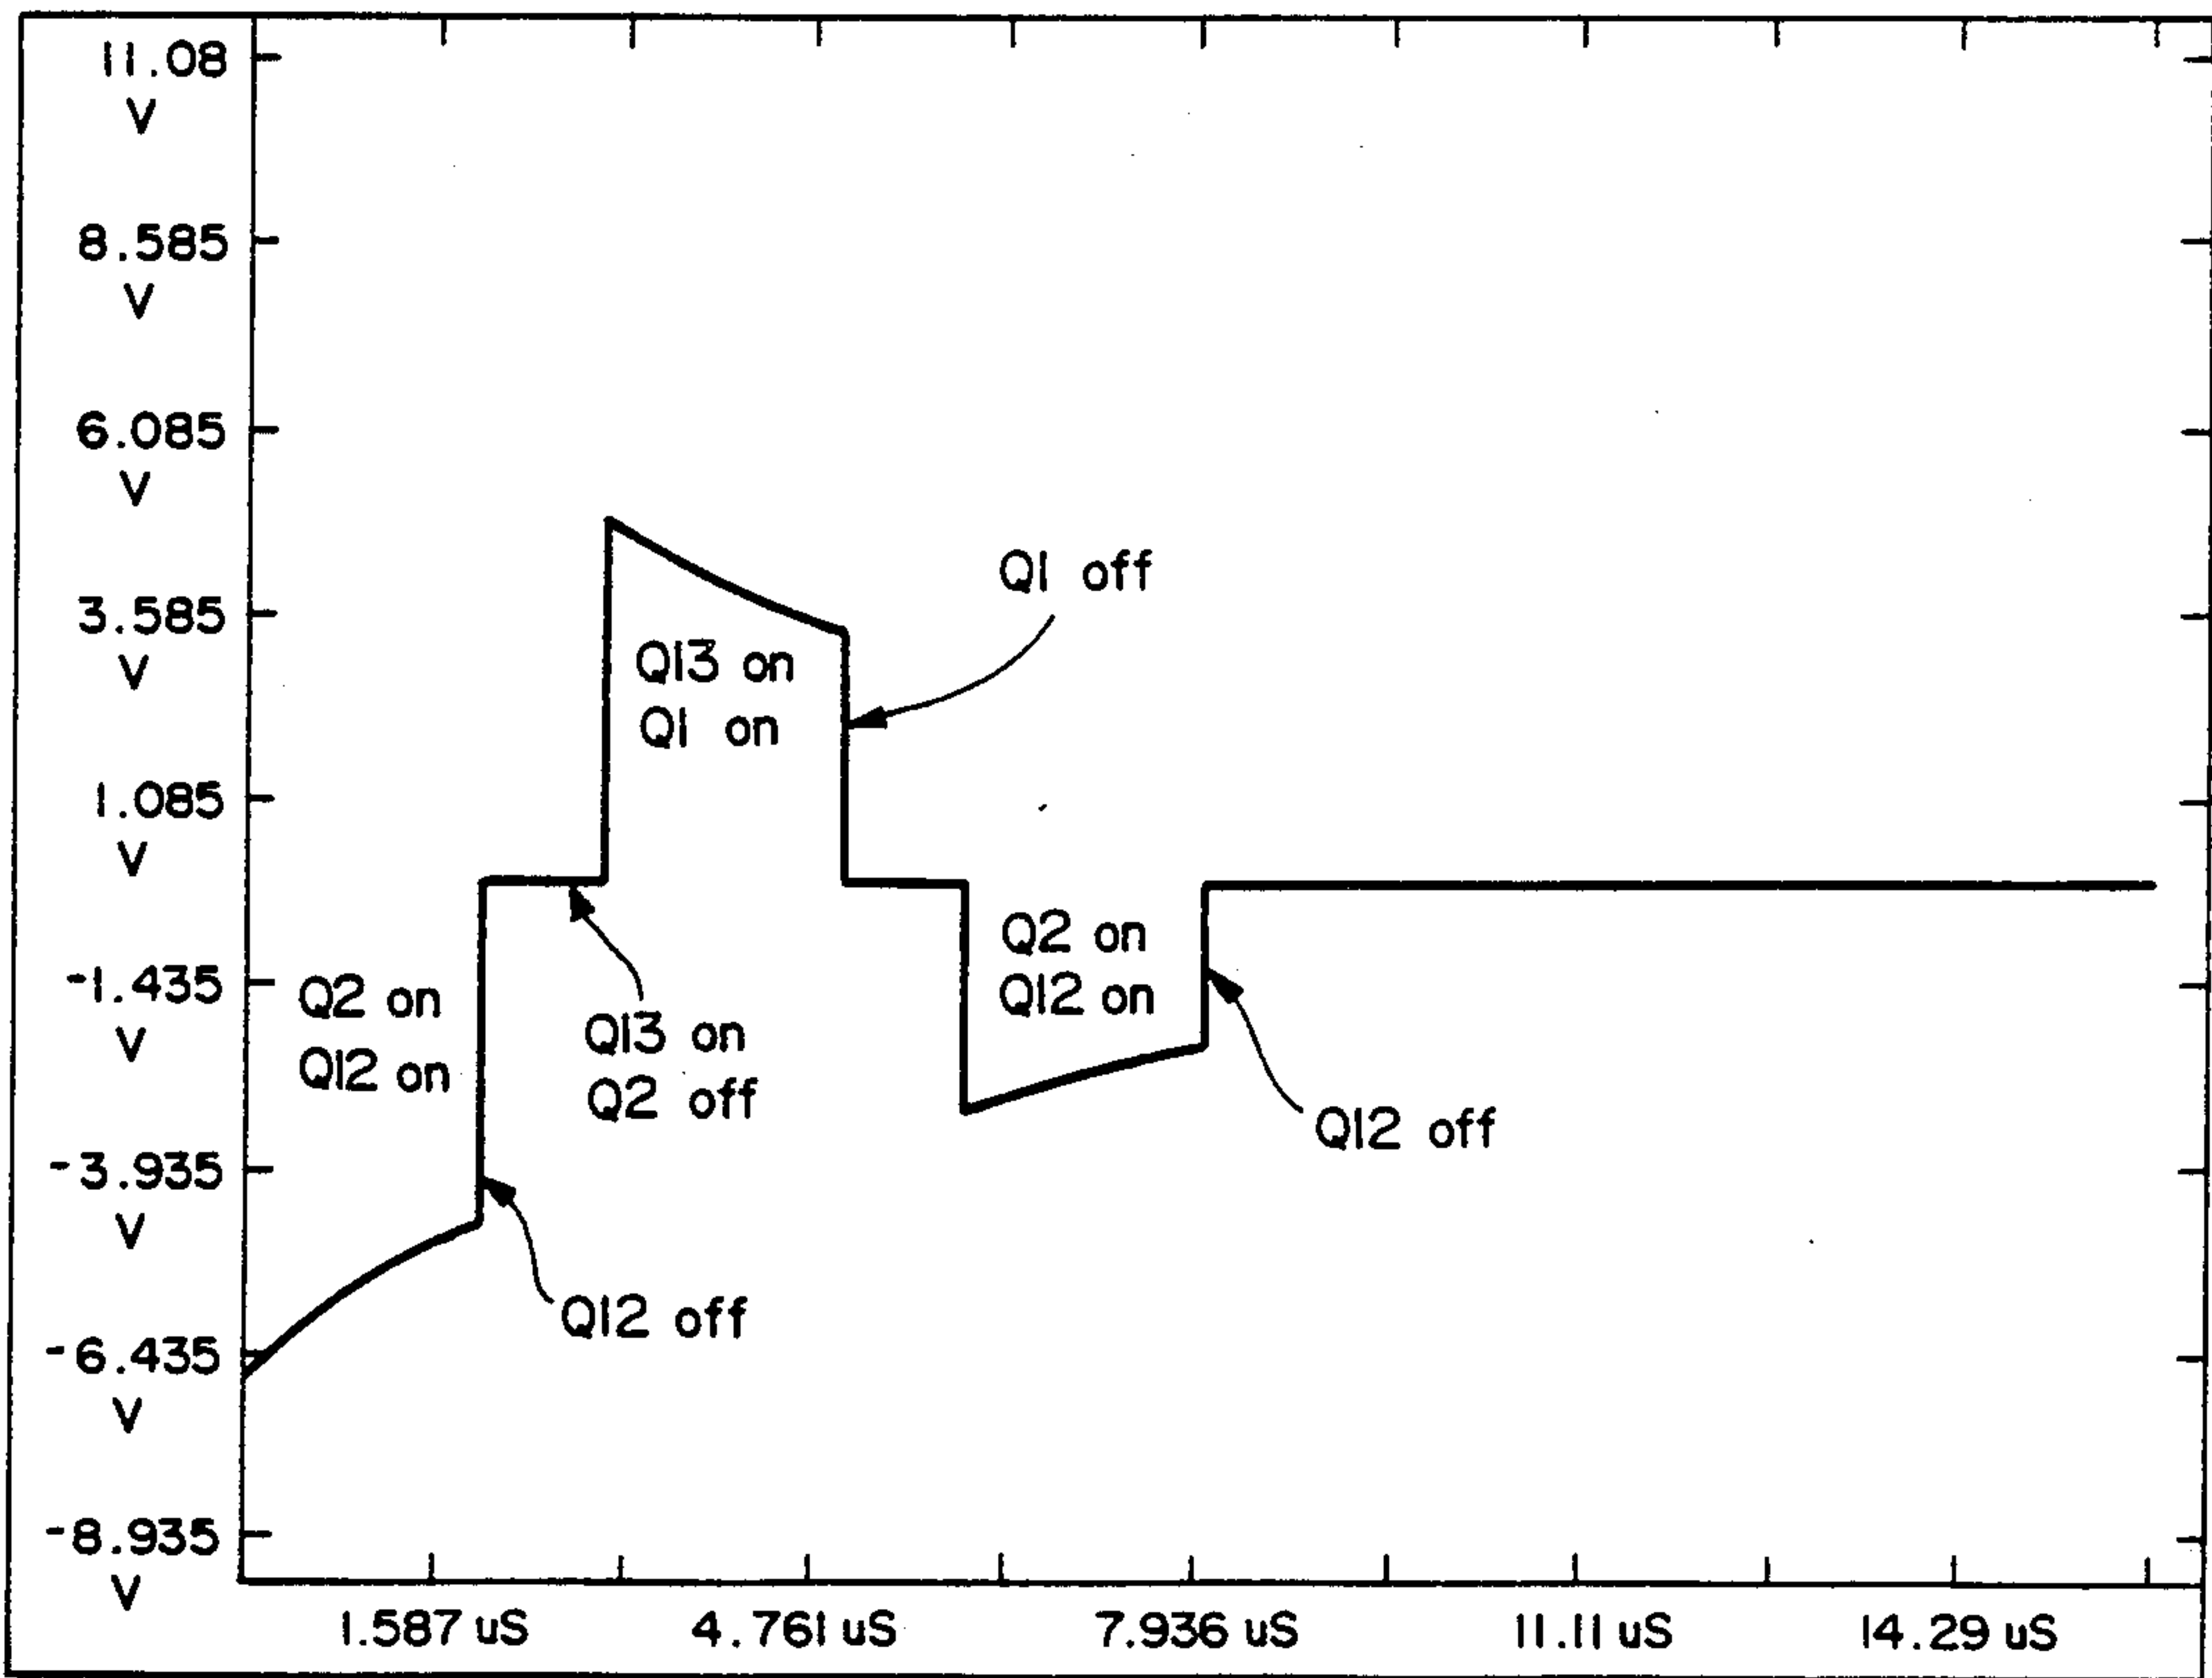 11.08
V
8.585
V
6.085
V
3.585
V
1.085
V
-1.435
V
-3.935
V
-6.435
V
-8.935
V
Q1 off
Q13 on
Q1 on
Q2 on
Q12 on
Q13 on
Q2 off
Q2 on
Q12 on
Q12 off
Q12 off
1.587 uS
4.761 uS
7.936 uS
11.11 uS
14.29 uS